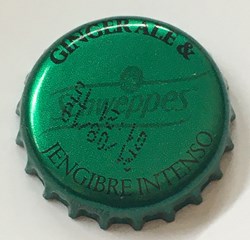 GINGER ALE &
Schweppes
JENGIBRE INTENSO